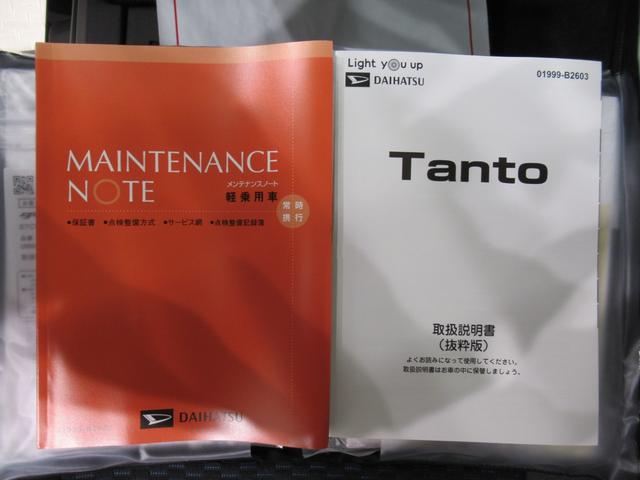 MAINTENANCE
NOTE
メンテナンスノート
軽乗用車
常時
携行
●保証書 ●点検整備方式 ●サービス網 ●点検整備記録簿
DAIHATSU
Light you up
DAIHATSU
01999-B2603
Tanto
取扱説明書
（抜粋版）
よくお読みになって使用してください。
取扱説明書はお車の中に保管しましょう。